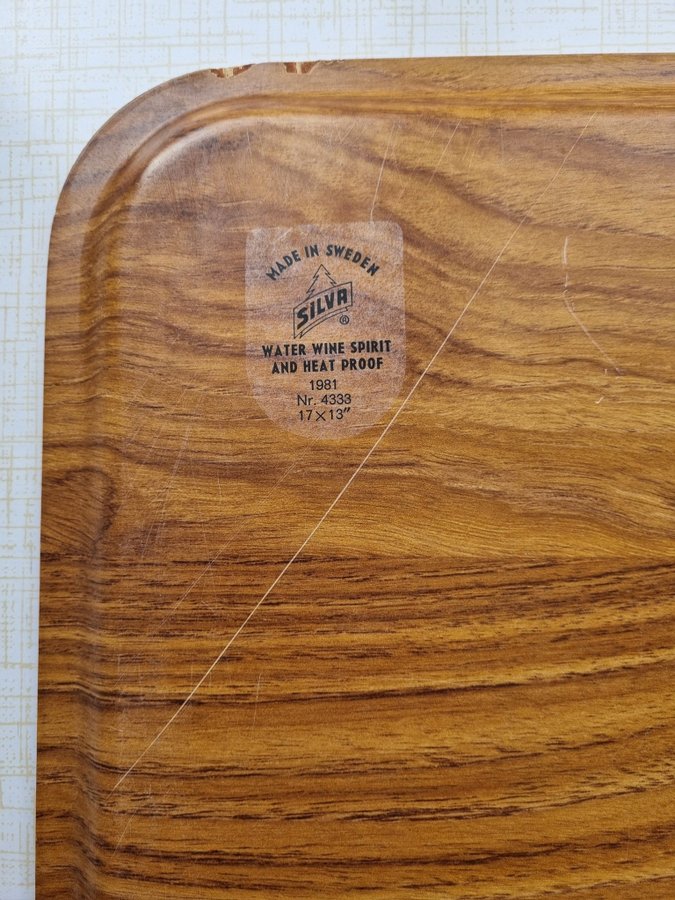 MADE IN SWEDEN
SILVA
®
WATER WINE SPIRIT
AND HEAT PROOF
1981
Nr. 4333
17×13"